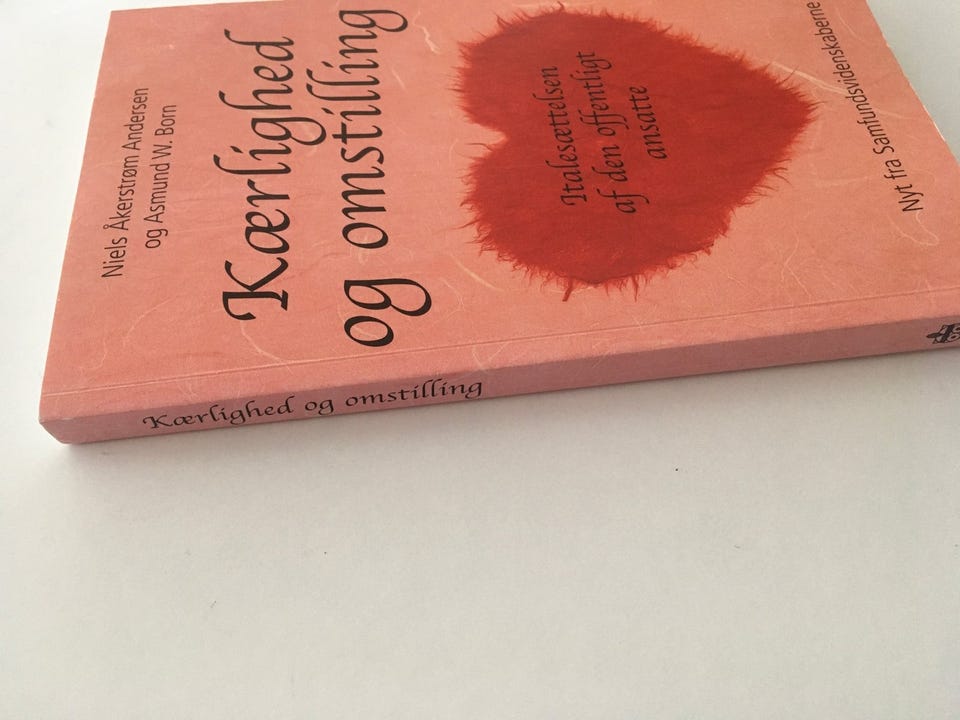 Niels Åkerstrøm Andersen
og Asmund W. Born
Kærlighed
og omstilling
Italesættelsen
af den offentligt
ansatte
Nyt fra Samfundsvidenskaberne
Kærlighed og omstilling